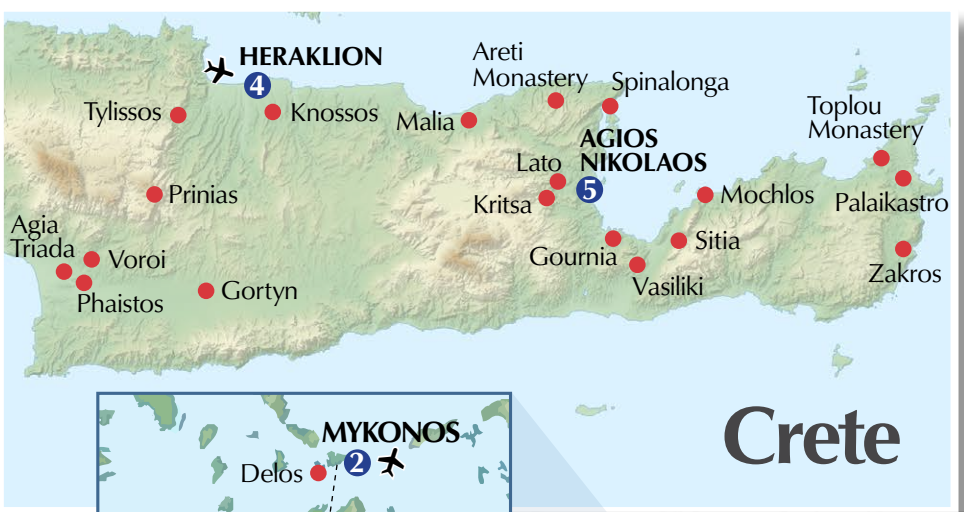 HERAKLION
4
Areti
Monastery
Spinalonga
Tylissos
Knossos
Malia
Toplou
Monastery
AGIOS
NIKOLAOS
5
Lato
Prinias
Kritsa
Mochlos
Palaikastro
Agia
Triada
Voroi
Gournia
Sitia
Zakros
Phaistos
Gortyn
Vasiliki
Crete
MYKONOS
2
Delos